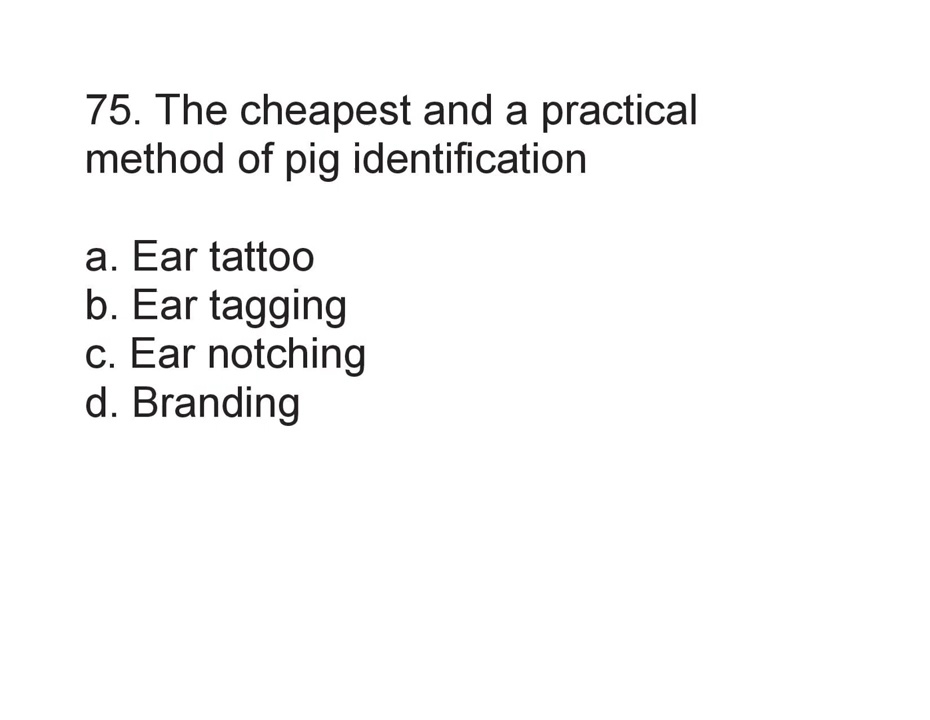 75. The cheapest and a practical
method of pig identification
a. Ear tattoo
b. Ear tagging
c. Ear notching
d. Branding